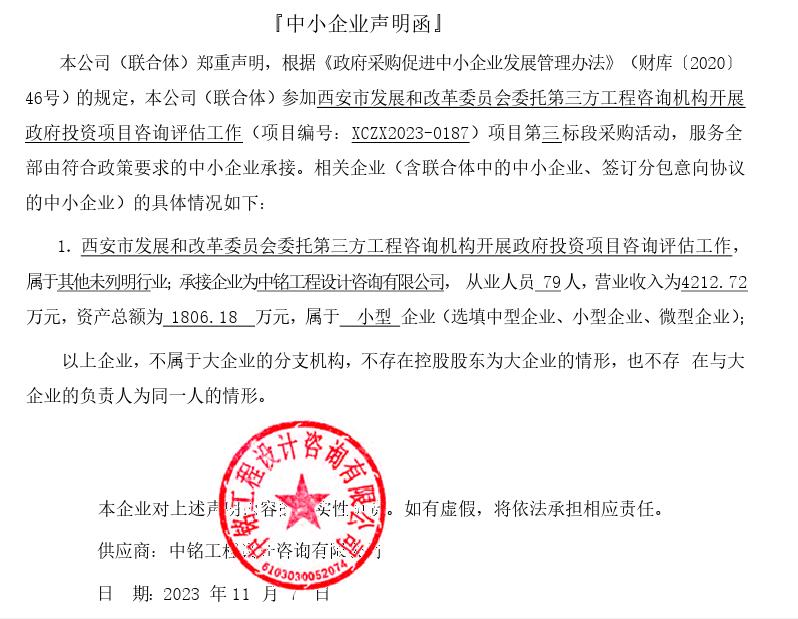 『中小企业声明函』
本公司（联合体）郑重声明，根据《政府采购促进中小企业发展管理办法》（财库〔2020〕
46号）的规定，本公司（联合体）参加西安市发展和改革委员会委托第三方工程咨询机构开展
政府投资项目咨询评估工作（项目编号：XCZX2023-0187）项目第三标段采购活动，服务全
部由符合政策要求的中小企业承接。相关企业（含联合体中的中小企业、签订分包意向协议
的中小企业）的具体情况如下：
1. 西安市发展和改革委员会委托第三方工程咨询机构开展政府投资项目咨询评估工作，
属于其他未列明行业；承接企业为中铭工程设计咨询有限公司， 从业人员 79人，营业收入为4212.72
万元，资产总额为 1806.18 万元，属于 小型 企业（选填中型企业、小型企业、微型企业）；
以上企业，不属于大企业的分支机构，不存在控股股东为大企业的情形，也不存 在与大
企业的负责人为同一人的情形。
本企业对上述声明内容的真实性负责。如有虚假，将依法承担相应责任。
供应商：中铭工程设计咨询有限公司
日 期：2023 年11 月 7 日
中铭工程设计咨询有限公司
6103030052074